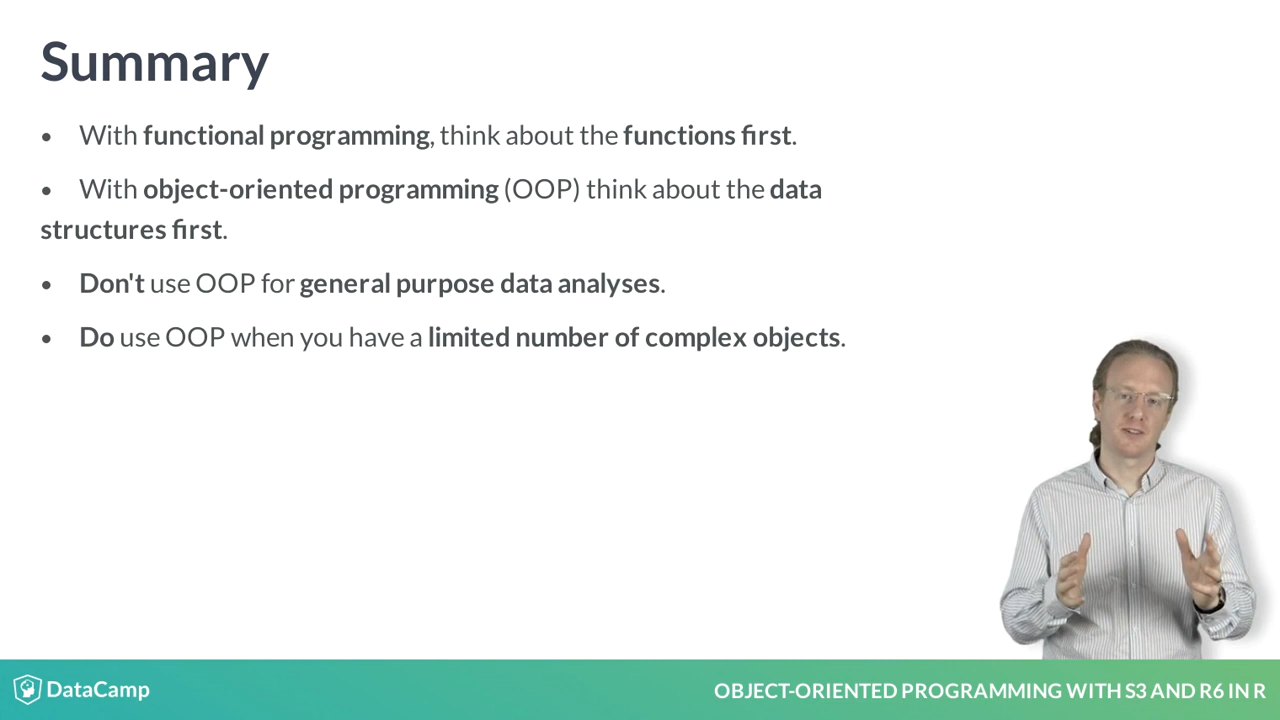 Summary
• With functional programming, think about the functions first.
• With object-oriented programming (OOP) think about the data
structures first.
• Don't use OOP for general purpose data analyses.
• Do use OOP when you have a limited number of complex objects.
DataCamp
OBJECT-ORIENTED PROGRAMMING WITH S3 AND R6 IN R